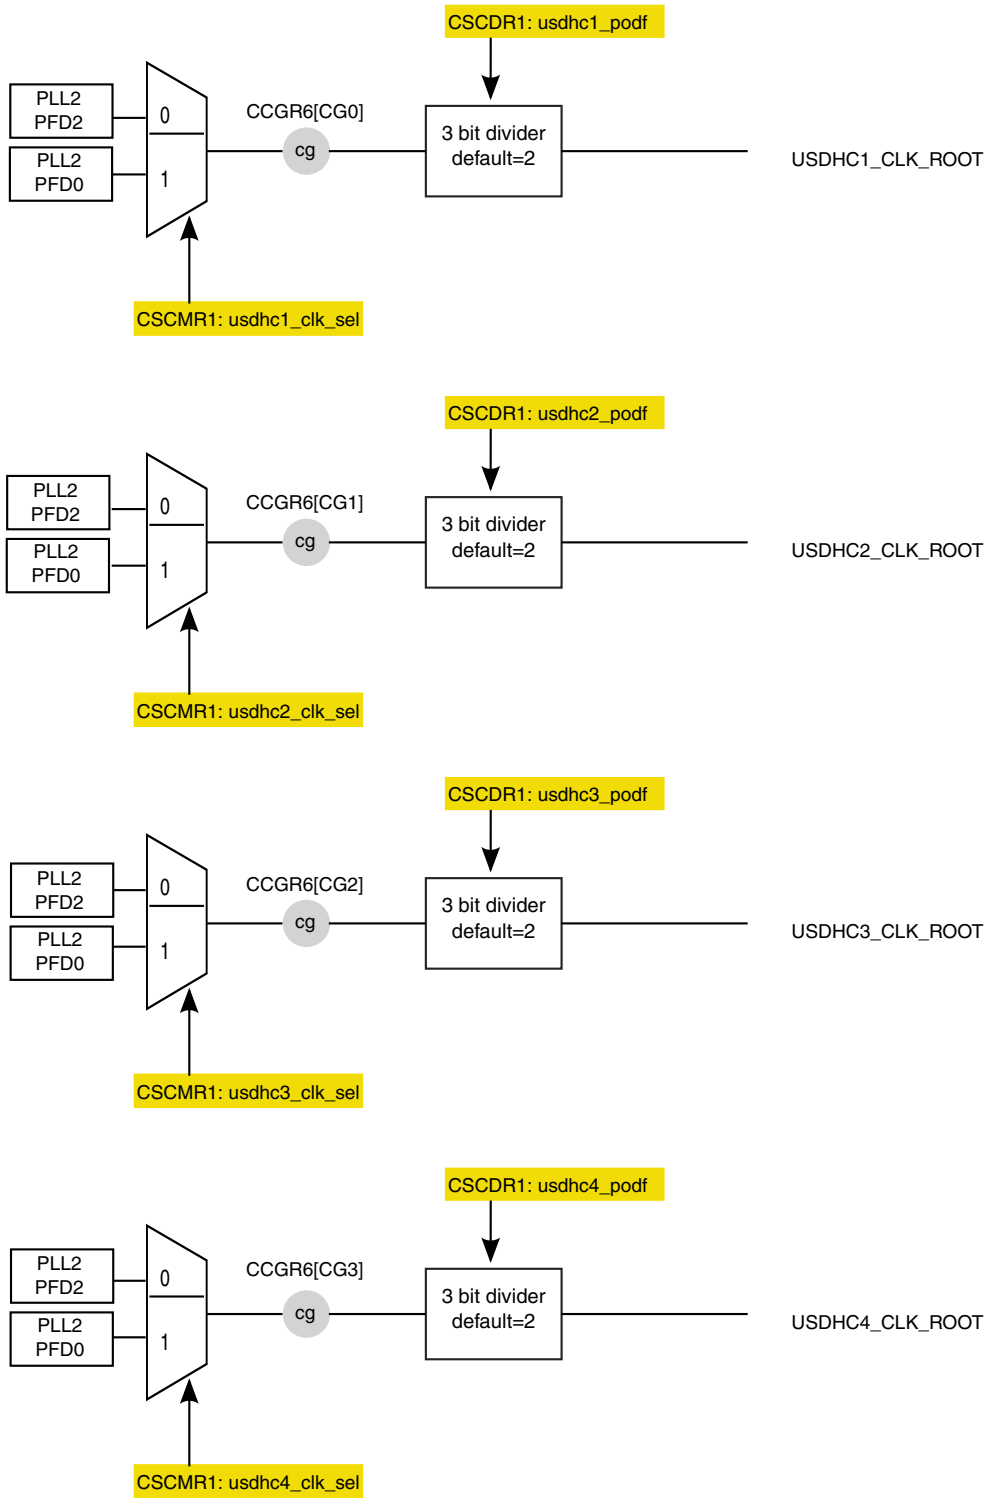 CSCDR1: usdhc1_podf
PLL2
PFD2
0
CCGR6[CG0]
3 bit divider
default=2
cg
USDHC1_CLK_ROOT
PLL2
PFD0
1
CSCMR1: usdhc1_clk_sel
CSCDR1: usdhc2_podf
PLL2
PFD2
0
CCGR6[CG1]
3 bit divider
default=2
cg
USDHC2_CLK_ROOT
PLL2
PFD0
1
CSCMR1: usdhc2_clk_sel
CSCDR1: usdhc3_podf
PLL2
PFD2
0
CCGR6[CG2]
3 bit divider
default=2
cg
USDHC3_CLK_ROOT
PLL2
PFD0
1
CSCMR1: usdhc3_clk_sel
CSCDR1: usdhc4_podf
PLL2
PFD2
0
CCGR6[CG3]
3 bit divider
default=2
cg
USDHC4_CLK_ROOT
PLL2
PFD0
1
CSCMR1: usdhc4_clk_sel